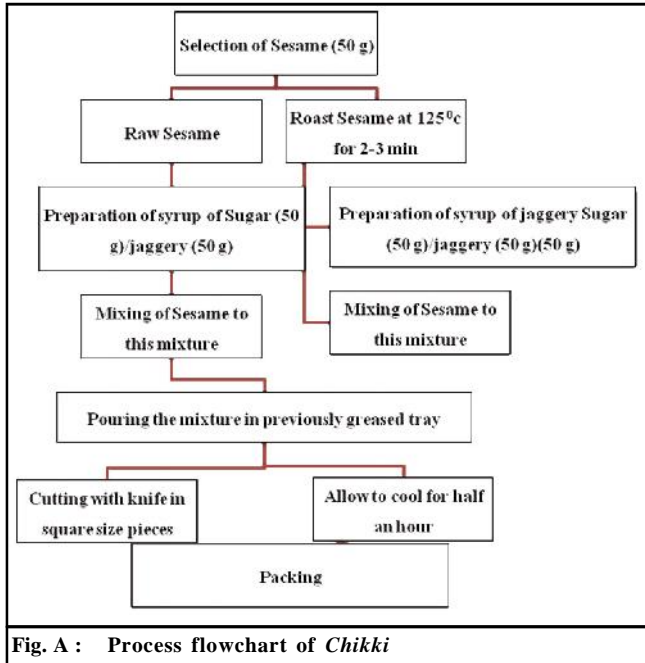 Selection of Sesame (50 g)
Raw Sesame
Roast Sesame at 125⁰c
for 2-3 min
Preparation of syrup of Sugar (50
g)/jaggery (50 g)
Preparation of syrup of jaggery Sugar
(50 g)/jaggery (50 g)(50 g)
Mixing of Sesame to
this mixture
Mixing of Sesame to
this mixture
Pouring the mixture in previously greased tray
Cutting with knife in
square size pieces
Allow to cool for half
an hour
Packing
Fig. A : Process flowchart of Chikki